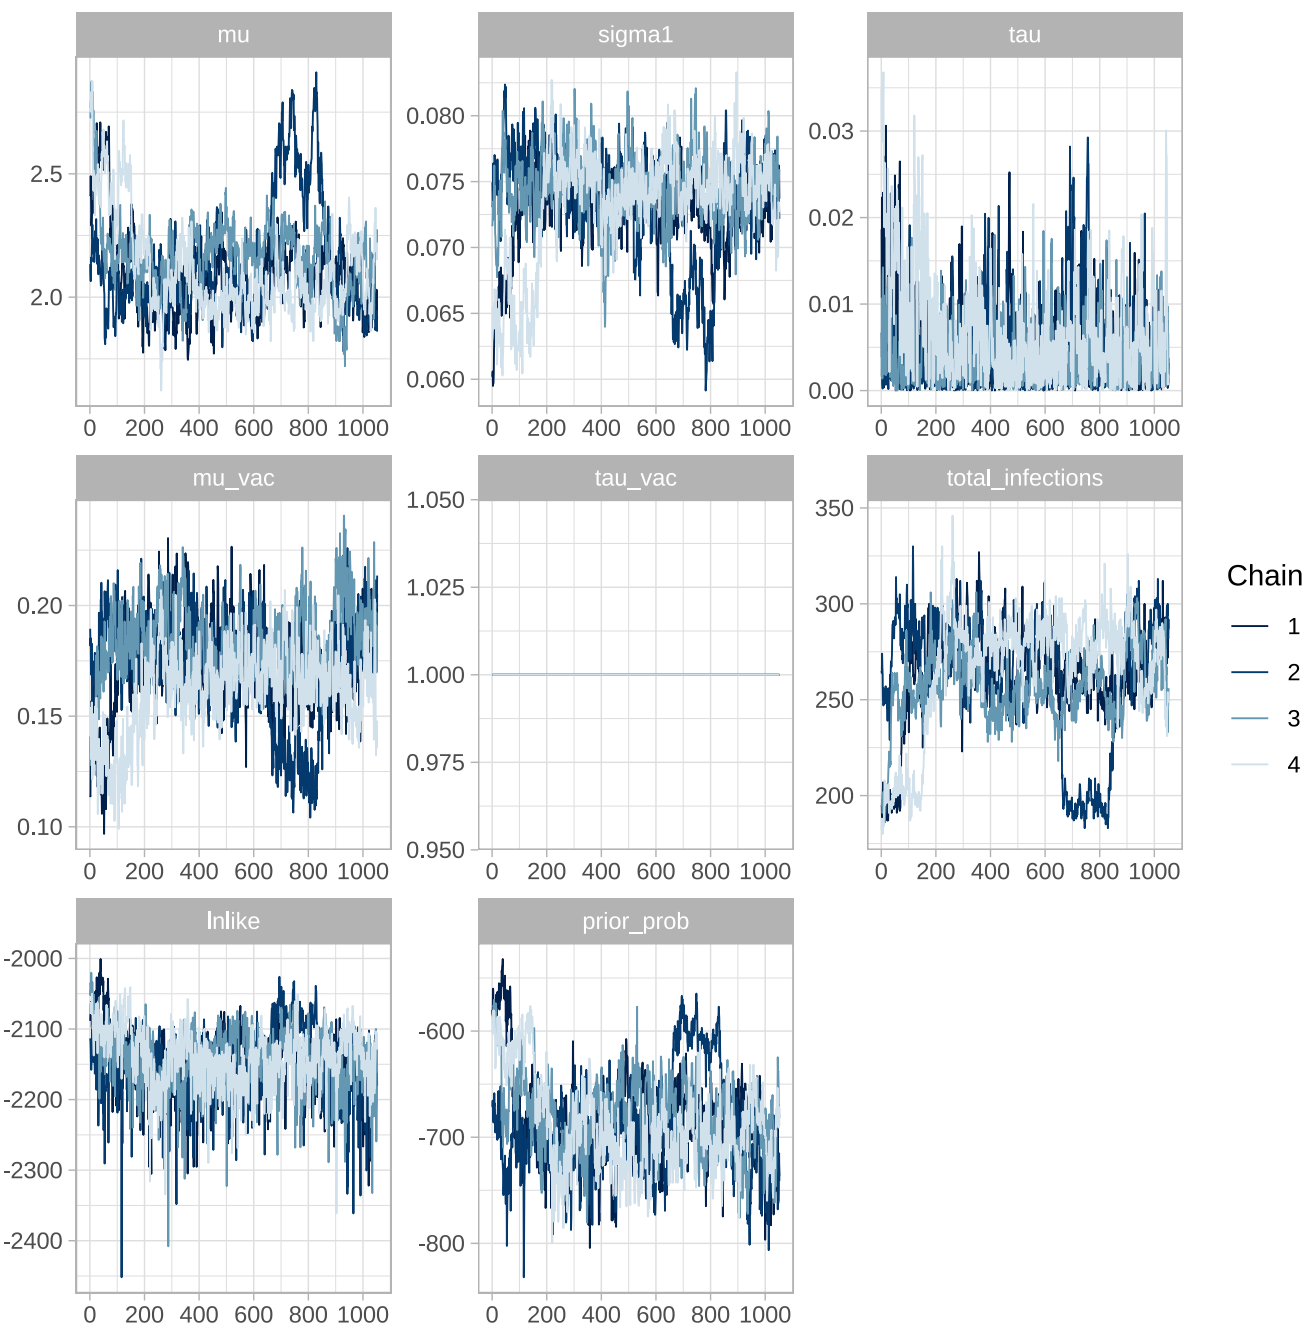 mu
sigma1
tau
2.5
2.0
0 200 400 600 800 1000
0.080
0.075
0.070
0.065
0.060
0 200 400 600 800 1000
0.03
0.02
0.01
0.00
0 200 400 600 800 1000
mu_vac
tau_vac
total_infections
0.20
0.15
0.10
0 200 400 600 800 1000
1.050
1.025
1.000
0.975
0.950
0 200 400 600 800 1000
350
300
250
200
0 200 400 600 800 1000
Chain
1
2
3
4
lnlike
prior_prob
-2000
-2100
-2200
-2300
-2400
0 200 400 600 800 1000
-600
-700
-800
0 200 400 600 800 1000